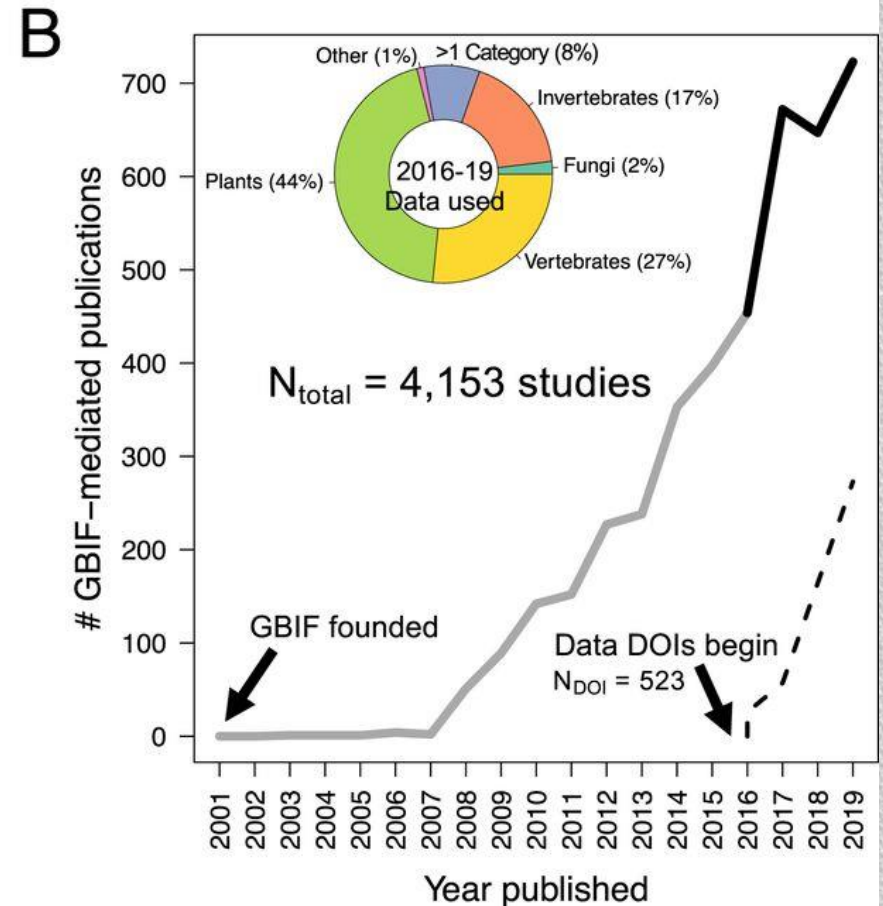 B
# GBIF–mediated publications
700
600
500
400
300
200
100
0
Other (1%)
>1 Category (8%)
Invertebrates (17%)
Fungi (2%)
Plants (44%)
2016-19
Data used
Vertebrates (27%)
Ntotal = 4,153 studies
GBIF founded
Data DOIs begin
NDOI = 523
2001
2002
2003
2004
2005
2006
2007
2008
2009
2010
2011
2012
2013
2014
2015
2016
2017
2018
2019
Year published